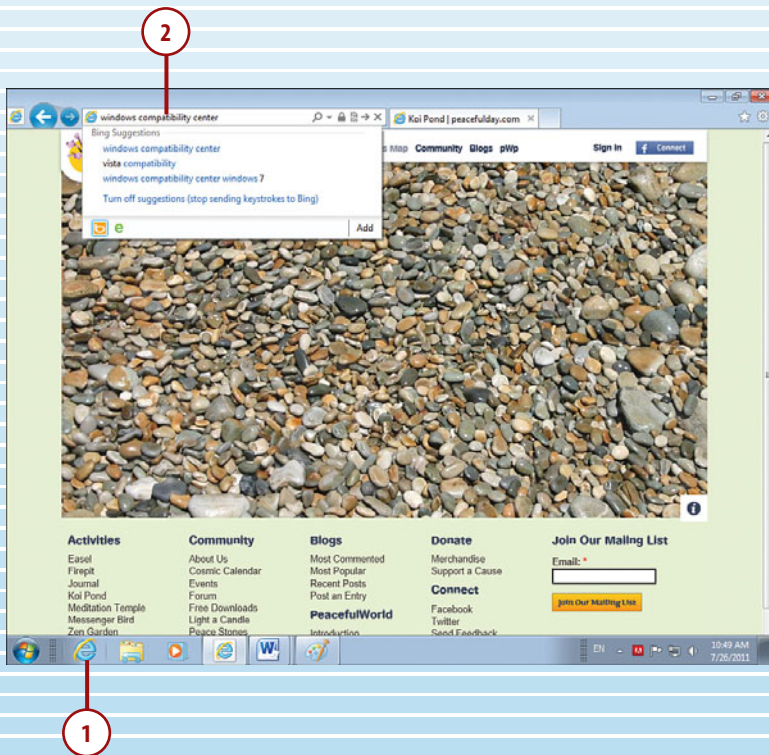 2
windows compatibility center
Koi Pond | peacefulday.com
Bing Suggestions
windows compatibility center
vista compatibility
windows compatibility center windows 7
Turn off suggestions (stop sending keystrokes to Bing)
Add
s Map Community Blogs pWp
Sign In
f Connect
Activities
Easel
Firepit
Journal
Koi Pond
Meditation Temple
Messenger Bird
Zen Garden
Community
About Us
Cosmic Calendar
Events
Forum
Free Downloads
Light a Candle
Peace Stones
Blogs
Most Commented
Most Popular
Recent Posts
Post an Entry
PeacefulWorld
Introduction
Donate
Merchandise
Support a Cause
Connect
Facebook
Twitter
Send Feedback
Join Our Mailng List
Email: *
Join Our Mailing List
EN
10:49 AM
7/26/2011
1